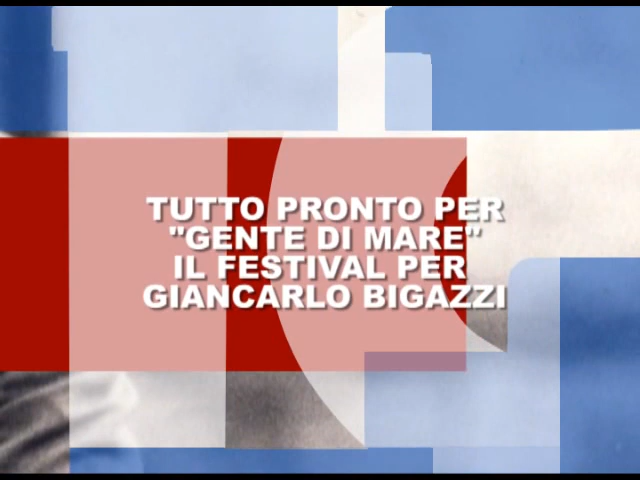 TUTTO PRONTO PER
"GENTE DI MARE"
IL FESTIVAL PER
GIANCARLO BIGAZZI